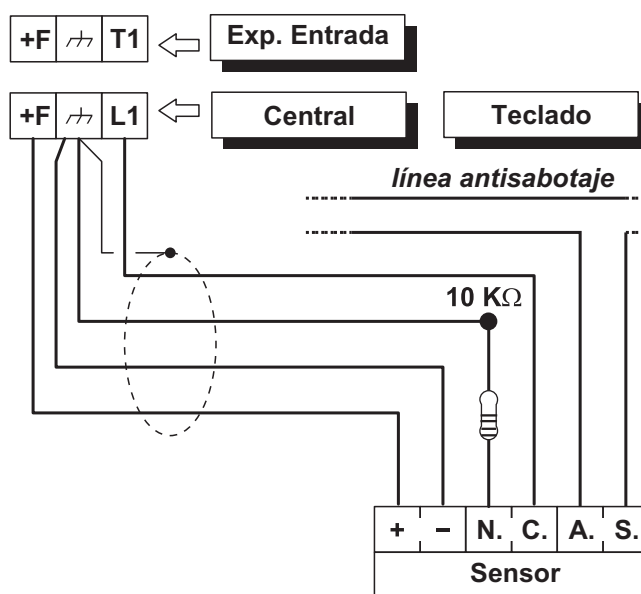 +F T1 Exp. Entrada
+F L1 Central Teclado
línea antisabotaje
10 KΩ
+ – N. C. A. S.
Sensor